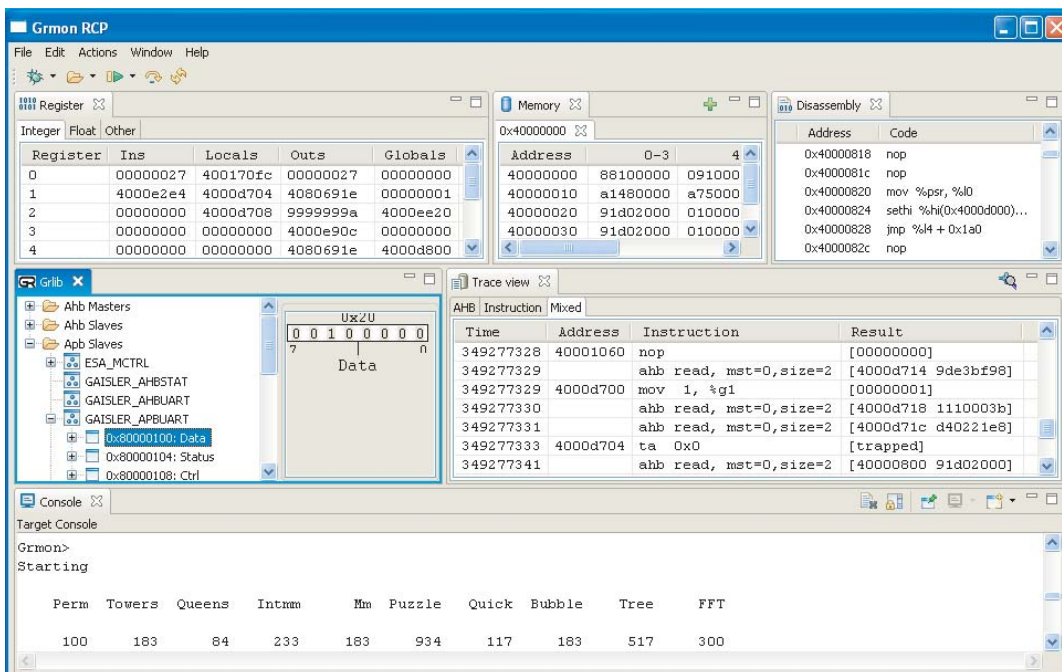 Grmon RCP
File Edit Actions Window Help
Register
Integer Float Other
Register Ins Locals Outs Globals
0 00000027 400170fc 00000027 00000000
1 4000e2e4 4000d704 4080691e 00000001
2 00000000 4000d708 9999999a 4000ee20
3 00000000 00000000 4000e90c 00000000
4 00000000 00000000 4080691e 4000d800
Memory
0x40000000
Address 0-3 4
40000000 88100000 091000
40000010 a1480000 a75000
40000020 91d02000 010000
40000030 91d02000 010000
Disassembly
Address Code
0x40000818 nop
0x4000081c nop
0x40000820 mov %psr, %l0
0x40000824 sethi %hi(0x4000d000)...
0x40000828 jmp %l4 + 0x1a0
0x4000082c nop
GR Grlib
Ahb Masters
Ahb Slaves
Apb Slaves
ESA_MCTRL
GAISLER_AHBSTAT
GAISLER_AHBUART
GAISLER_APBUART
0x80000100: Data
0x80000104: Status
0x80000108: Ctrl
0x20
0 0 1 0 0 0 0 0
7 0
Data
Trace view
AHB Instruction Mixed
Time Address Instruction Result
349277328 40001060 nop [00000000]
349277329 ahb read, mst=0,size=2 [4000d714 9de3bf98]
349277329 4000d700 mov 1, %g1 [00000001]
349277330 ahb read, mst=0,size=2 [4000d718 1110003b]
349277331 ahb read, mst=0,size=2 [4000d71c d40221e8]
349277333 4000d704 ta 0x0 [trapped]
349277341 ahb read, mst=0,size=2 [40000800 91d02000]
Console
Target Console
Grmon>
Starting
Perm Towers Queens Intmm Mm Puzzle Quick Bubble Tree FFT
100 183 84 233 183 934 117 183 517 300